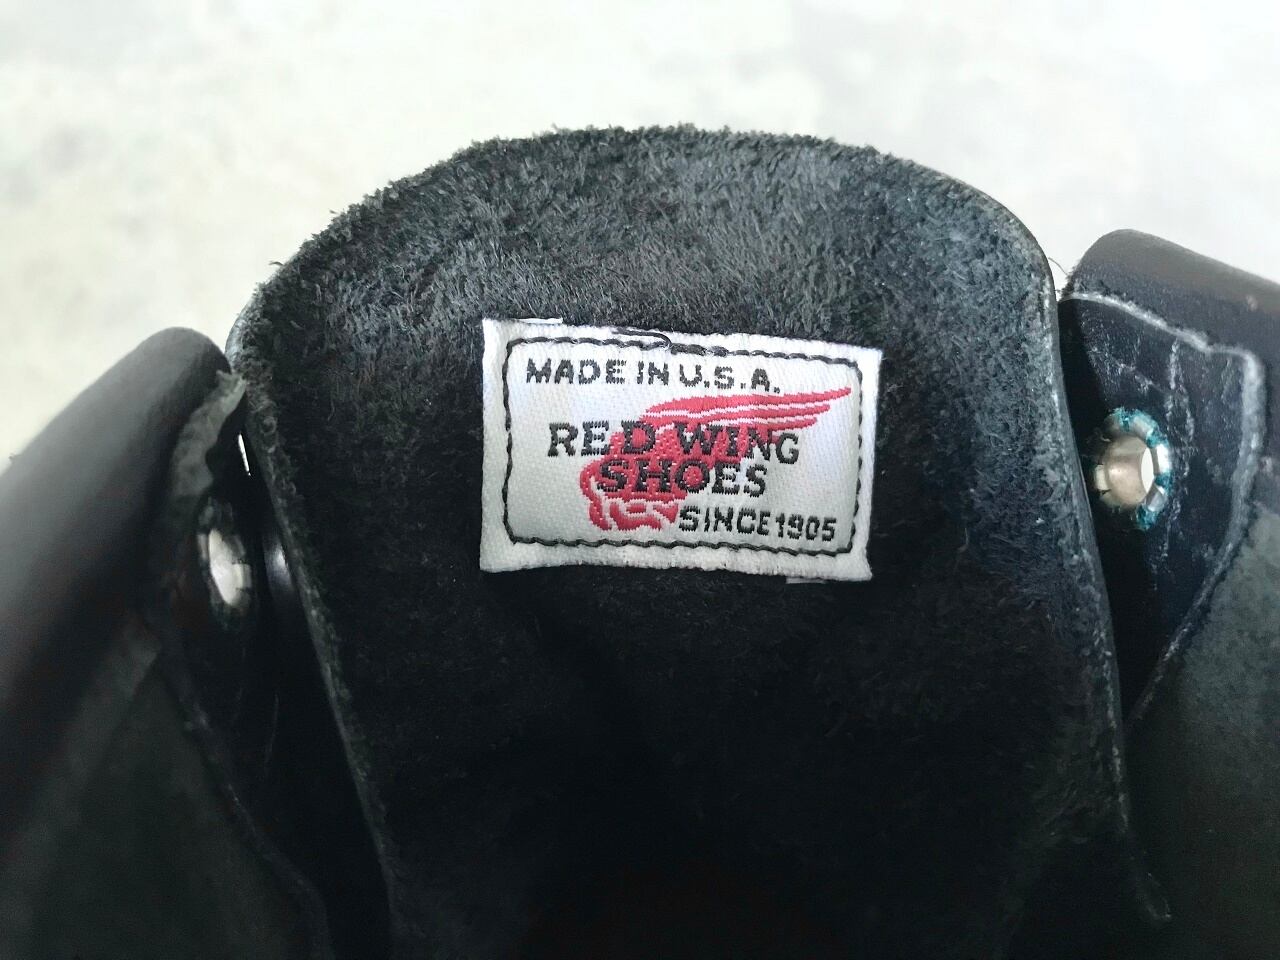 MADE IN U.S.A.
RED WING
SHOES
SINCE 1905